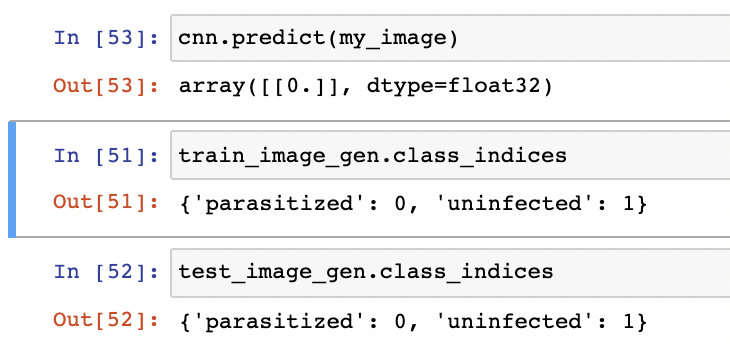 In [53]: cnn.predict(my_image)
Out[53]: array([[0.]], dtype=float32)
In [51]: train_image_gen.class_indices
Out[51]: {'parasitized': 0, 'uninfected': 1}
In [52]: test_image_gen.class_indices
Out[52]: {'parasitized': 0, 'uninfected': 1}